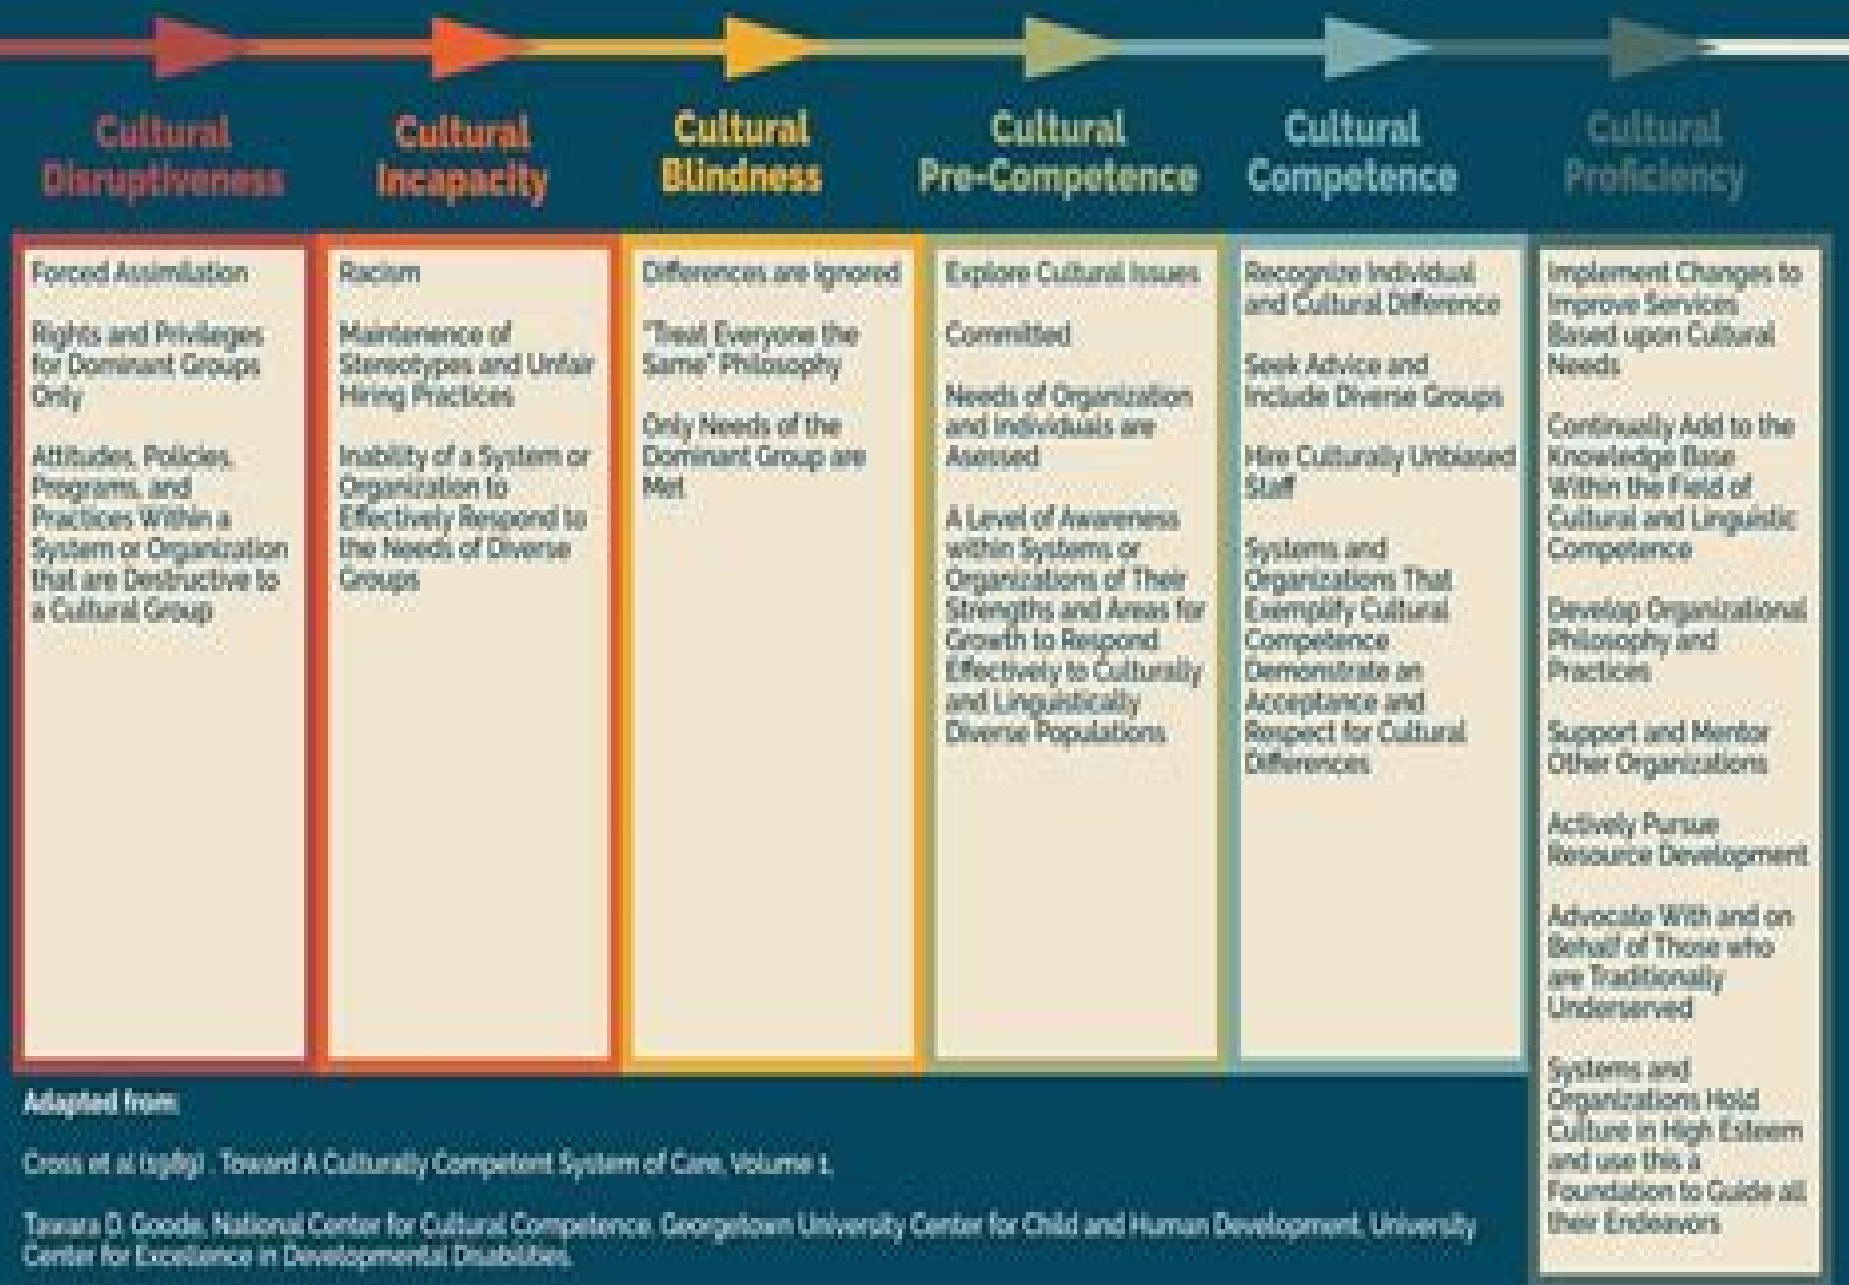 Cultural
Disruptiveness
Cultural
Incapacity
Cultural
Blindness
Cultural
Pre-Competence
Cultural
Competence
Cultural
Proficiency
Forced Assimilation
Rights and Privileges
for Dominant Groups
Only
Attitudes, Policies,
Programs, and
Practices Within a
System or Organization
that are Destructive to
a Cultural Group
Racism
Maintenence of
Stereotypes and Unfair
Hiring Practices
Inability of a System or
Organization to
Effectively Respond to
the Needs of Diverse
Groups
Differences are Ignored
"Treat Everyone the
Same" Philosophy
Only Needs of the
Dominant Group are
Met
Explore Cultural Issues
Committed
Needs of Organization
and Individuals are
Asessed
A Level of Awareness
within Systems or
Organizations of Their
Strengths and Areas for
Growth to Respond
Effectively to Culturally
and Linguistically
Diverse Populations
Recognize Individual
and Cultural Difference
Seek Advice and
Include Diverse Groups
Hire Culturally Unbiased
Staff
Systems and
Organizations That
Exemplify Cultural
Competence
Demonstrate an
Acceptance and
Respect for Cultural
Differences
Implement Changes to
Improve Services
Based upon Cultural
Needs
Continually Add to the
Knowledge Base
Within the Field of
Cultural and Linguistic
Competence
Develop Organizational
Philosophy and
Practices
Support and Mentor
Other Organizations
Actively Pursue
Resource Development
Advocate With and on
Behalf of Those who
are Traditionally
Underserved
Systems and
Organizations Hold
Culture in High Esteem
and use this a
Foundation to Guide all
their Endeavors
Adapted from:
Cross et al (1989) . Toward A Culturally Competent System of Care, Volume 1,
Tawara D. Goode, National Center for Cultural Competence. Georgetown University Center for Child and Human Development, University
Center for Excellence in Developmental Disabilities,